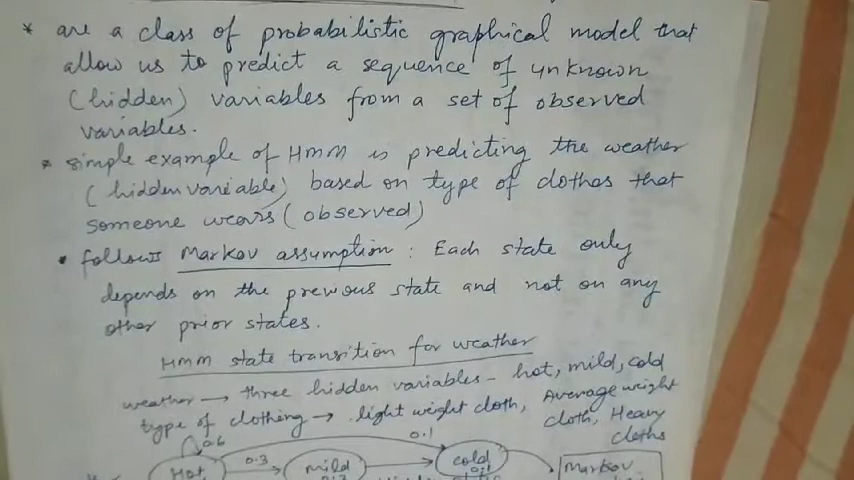 * are a class of probabilistic graphical model that
allow us to predict a sequence of unknown
(hidden) variables from a set of observed
variables.
* simple example of HMM is predicting the weather
(hidden variable) based on type of clothes that
someone wears (observed)
• follows Markov assumption : Each state only
depends on the previous state and not on any
other prior states.
HMM state transition for weather
weather → three hidden variables - hot, mild, cold
type of clotheng → light weight cloth, Average weight
cloth, Heavy
cloths
0.6
0.1
Hot 0.3 mild cold
Markov